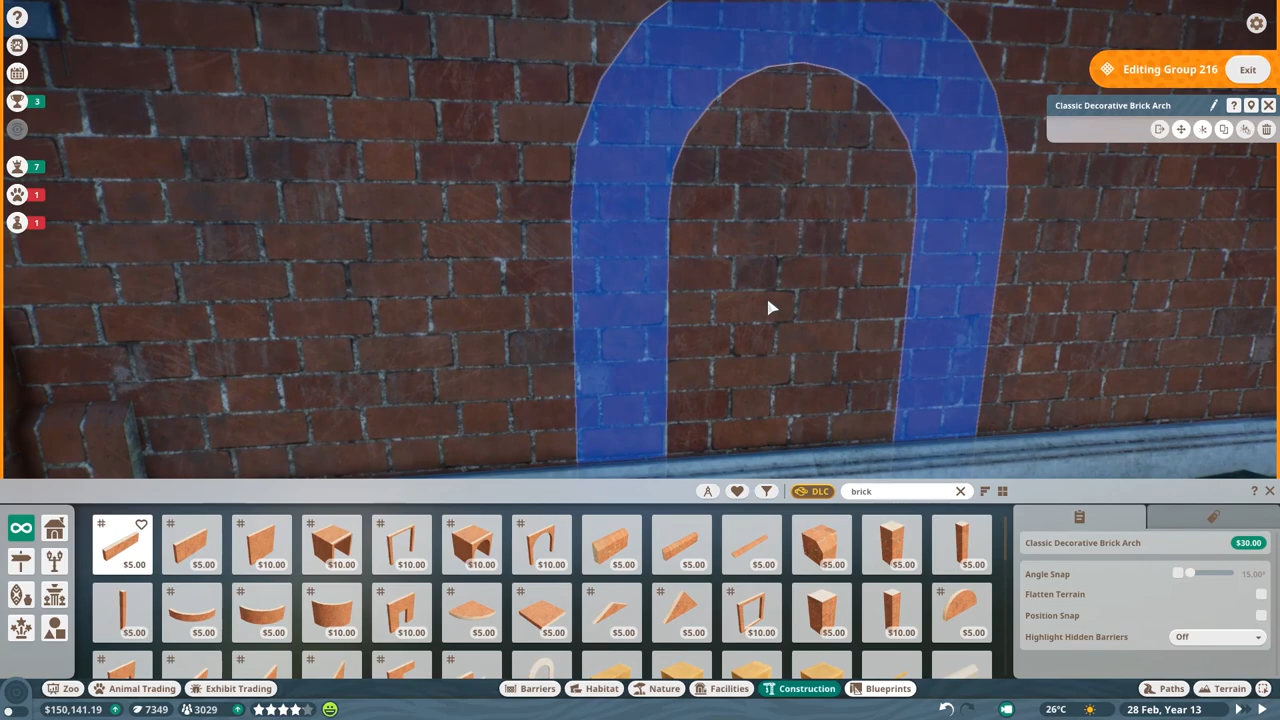 Editing Group 216
Exit
Classic Decorative Brick Arch
?
?
3
7
1
1
DLC
brick
?
$5.00 $5.00 $10.00 $10.00 $5.00 $10.00 $10.00 $5.00 $5.00 $5.00 $5.00 $5.00 $5.00
$5.00 $5.00 $5.00 $10.00 $10.00 $5.00 $5.00 $5.00 $5.00 $10.00 $5.00 $10.00 $5.00
Classic Decorative Brick Arch $30.00
Angle Snap 15.00°
Flatten Terrain
Position Snap
Highlight Hidden Barriers Off
Zoo Animal Trading Exhibit Trading Barriers Habitat Nature Facilities Construction Blueprints Paths Terrain
$150,141.19 7349 3029 26°C 28 Feb, Year 13